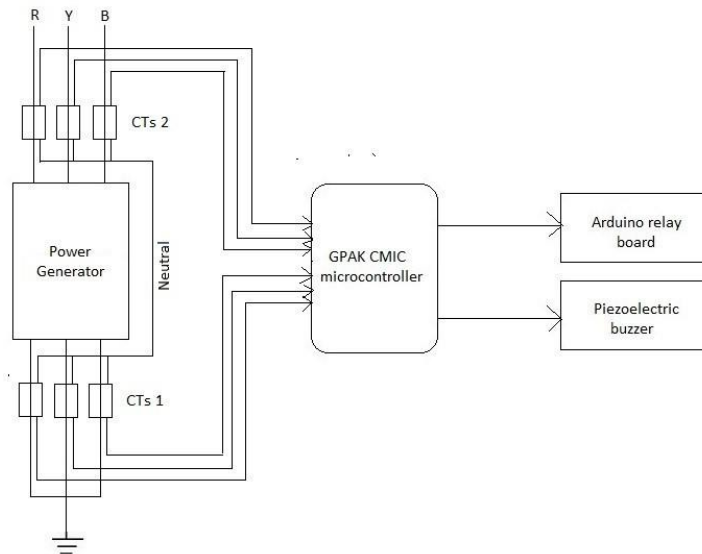 R Y B
CTs 2
Power
Generator
Neutral
CTs 1
GPAK CMIC
microcontroller
Arduino relay
board
Piezoelectric
buzzer